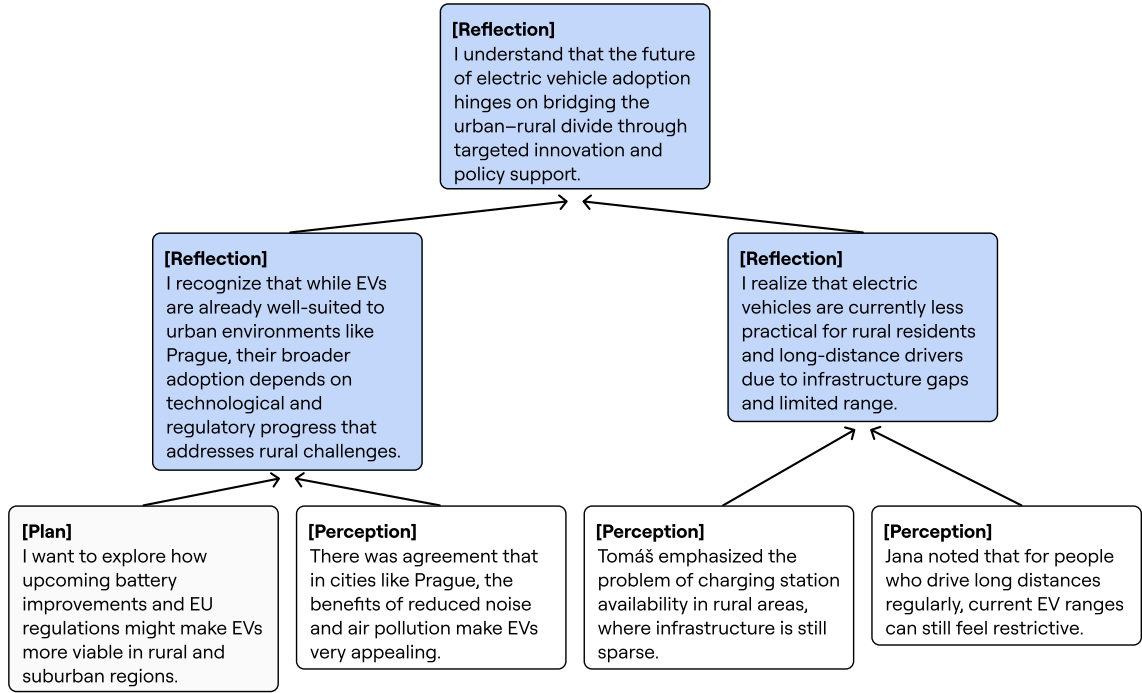 [Reflection]
I understand that the future
of electric vehicle adoption
hinges on bridging the
urban–rural divide through
targeted innovation and
policy support.
[Reflection]
I recognize that while EVs
are already well-suited to
urban environments like
Prague, their broader
adoption depends on
technological and
regulatory progress that
addresses rural challenges.
[Reflection]
I realize that electric
vehicles are currently less
practical for rural residents
and long-distance drivers
due to infrastructure gaps
and limited range.
[Plan]
I want to explore how
upcoming battery
improvements and EU
regulations might make EVs
more viable in rural and
suburban regions.
[Perception]
There was agreement that
in cities like Prague, the
benefits of reduced noise
and air pollution make EVs
very appealing.
[Perception]
Tomáš emphasized the
problem of charging station
availability in rural areas,
where infrastructure is still
sparse.
[Perception]
Jana noted that for people
who drive long distances
regularly, current EV ranges
can still feel restrictive.